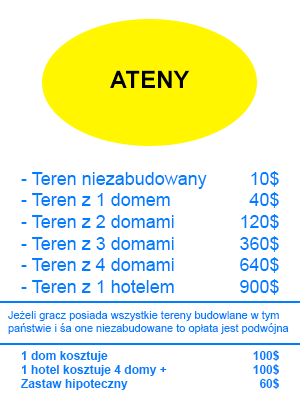 ATENY
- Teren niezabudowany 10$
- Teren z 1 domem 40$
- Teren z 2 domami 120$
- Teren z 3 domami 360$
- Teren z 4 domami 640$
- Teren z 1 hotelem 900$
Jeżeli gracz posiada wszystkie tereny budowlane w tym
państwie i śa one niezabudowane to opłata jest podwójna
1 dom kosztuje 100$
1 hotel kosztuje 4 domy + 100$
Zastaw hipoteczny 60$